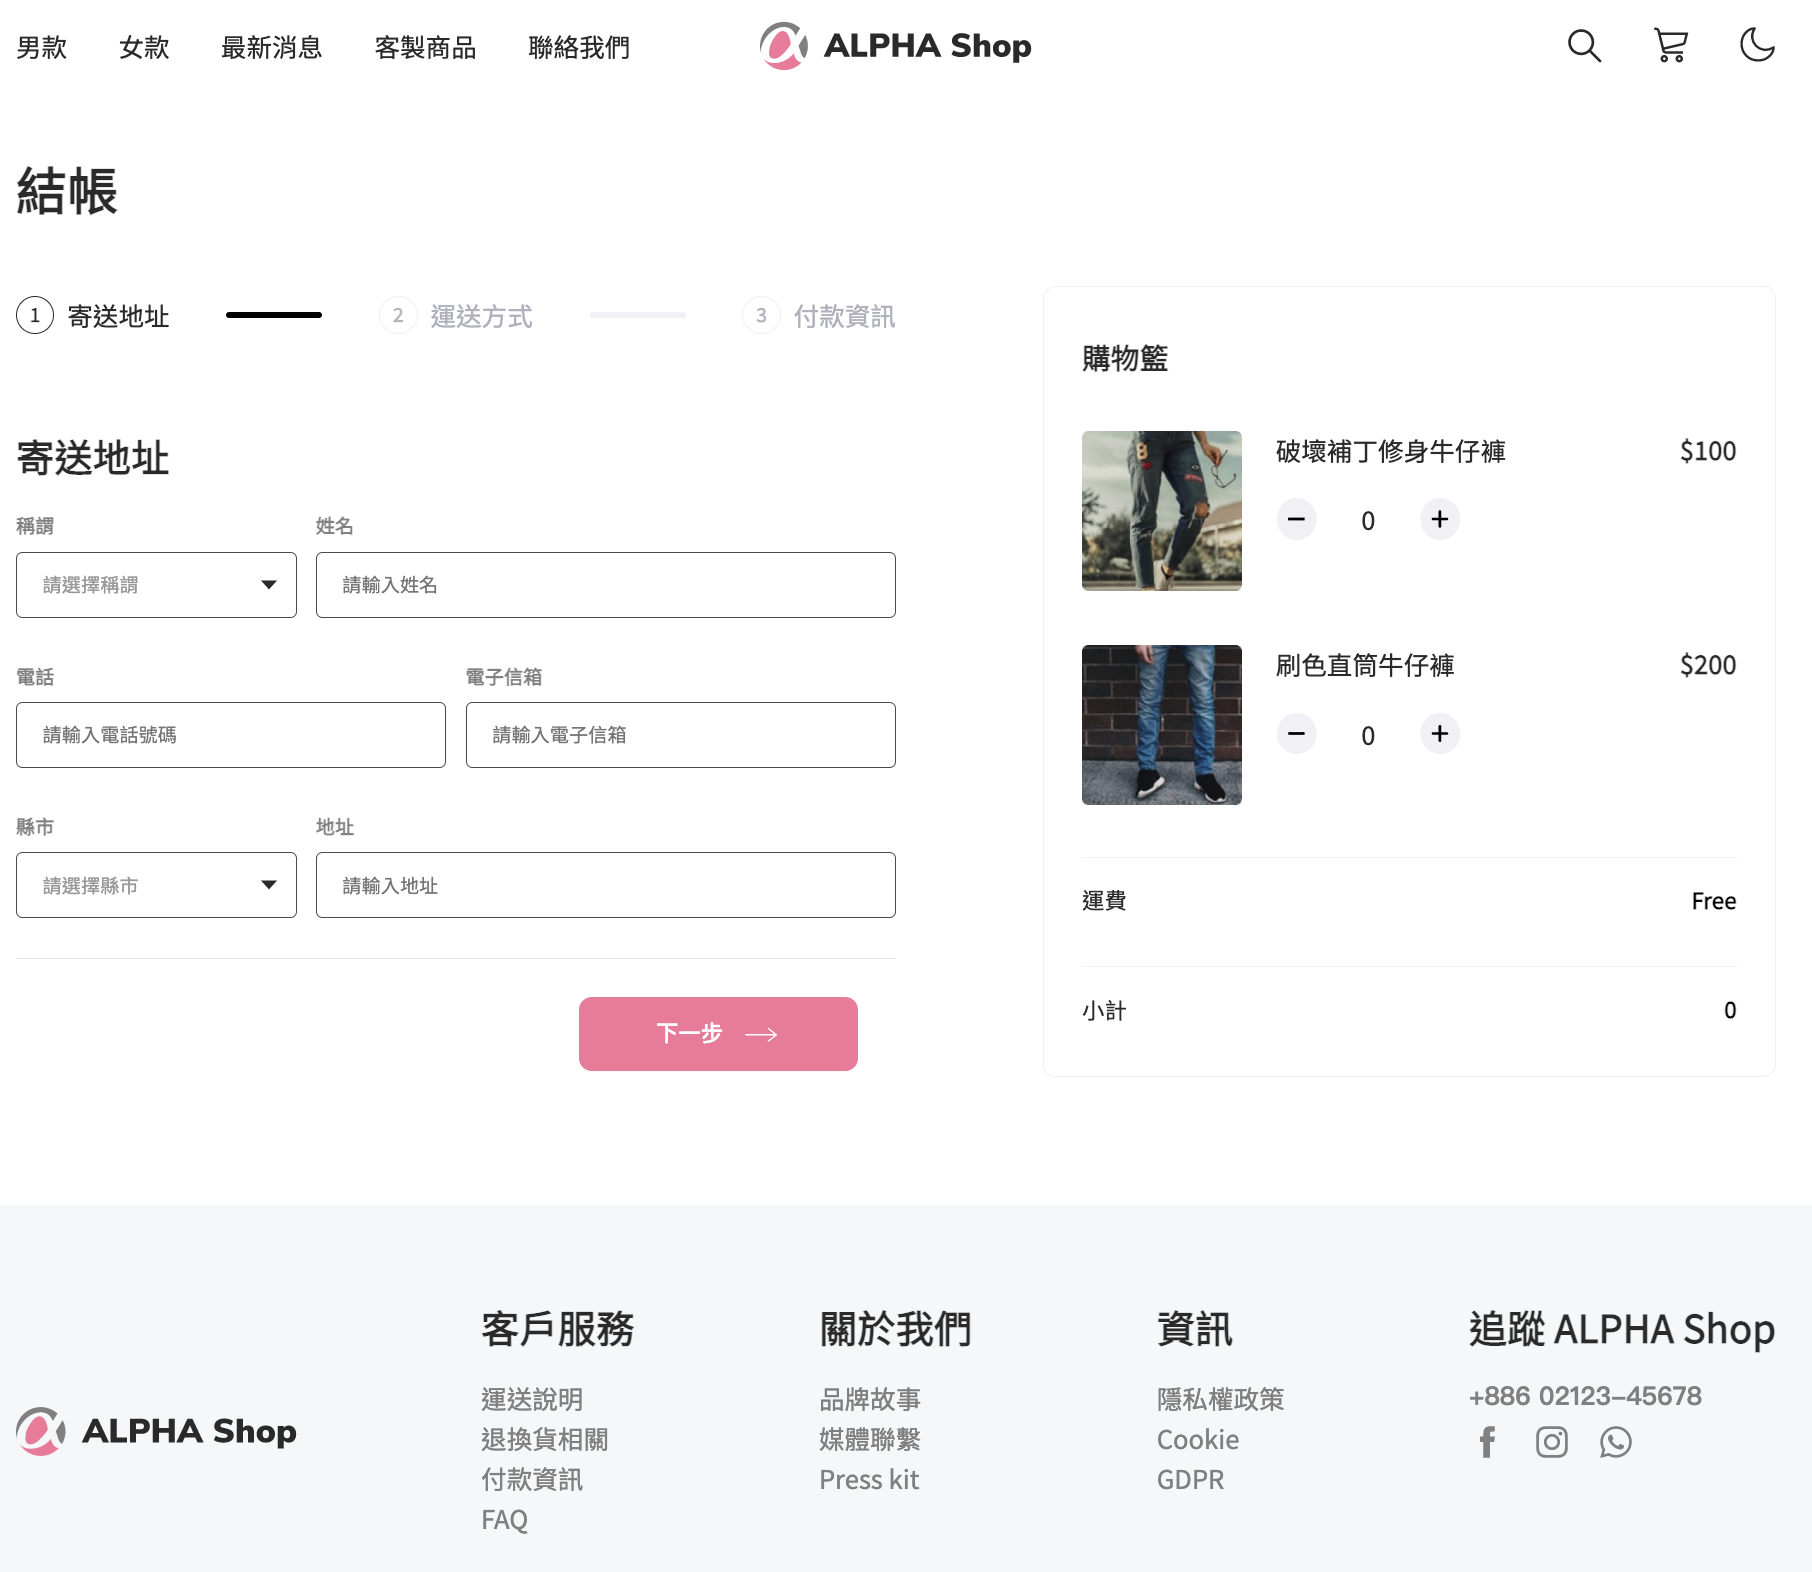 男款 女款 最新消息 客製商品 聯絡我們 ALPHA Shop
結帳
1 寄送地址 2 運送方式 3 付款資訊
寄送地址
稱謂 姓名
請選擇稱謂 請輸入姓名
電話 電子信箱
請輸入電話號碼 請輸入電子信箱
縣市 地址
請選擇縣市 請輸入地址
下一步
購物籃
破壞補丁修身牛仔褲 $100
0
刷色直筒牛仔褲 $200
0
運費 Free
小計 0
ALPHA Shop
客戶服務
運送說明
退換貨相關
付款資訊
FAQ
關於我們
品牌故事
媒體聯繫
Press kit
資訊
隱私權政策
Cookie
GDPR
追蹤 ALPHA Shop
+886 02123-45678